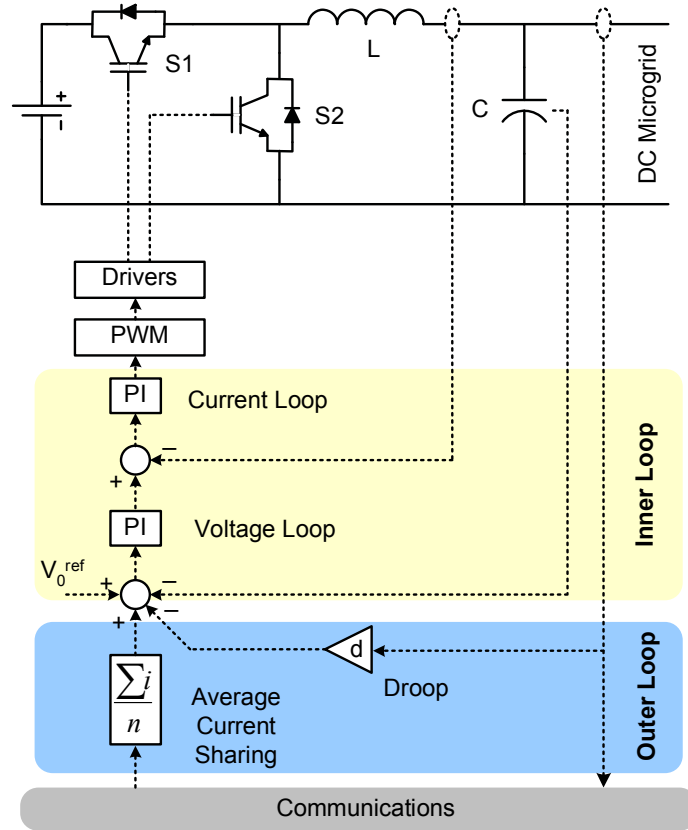 +
−
S1
S2
L
C
DC Microgrid
Drivers
PWM
PI
Current Loop
−
+
PI
Voltage Loop
Inner Loop
V₀ʳᵉᶠ
+
−
−
+
∑i
n
d
Droop
Average
Current
Sharing
Outer Loop
Communications